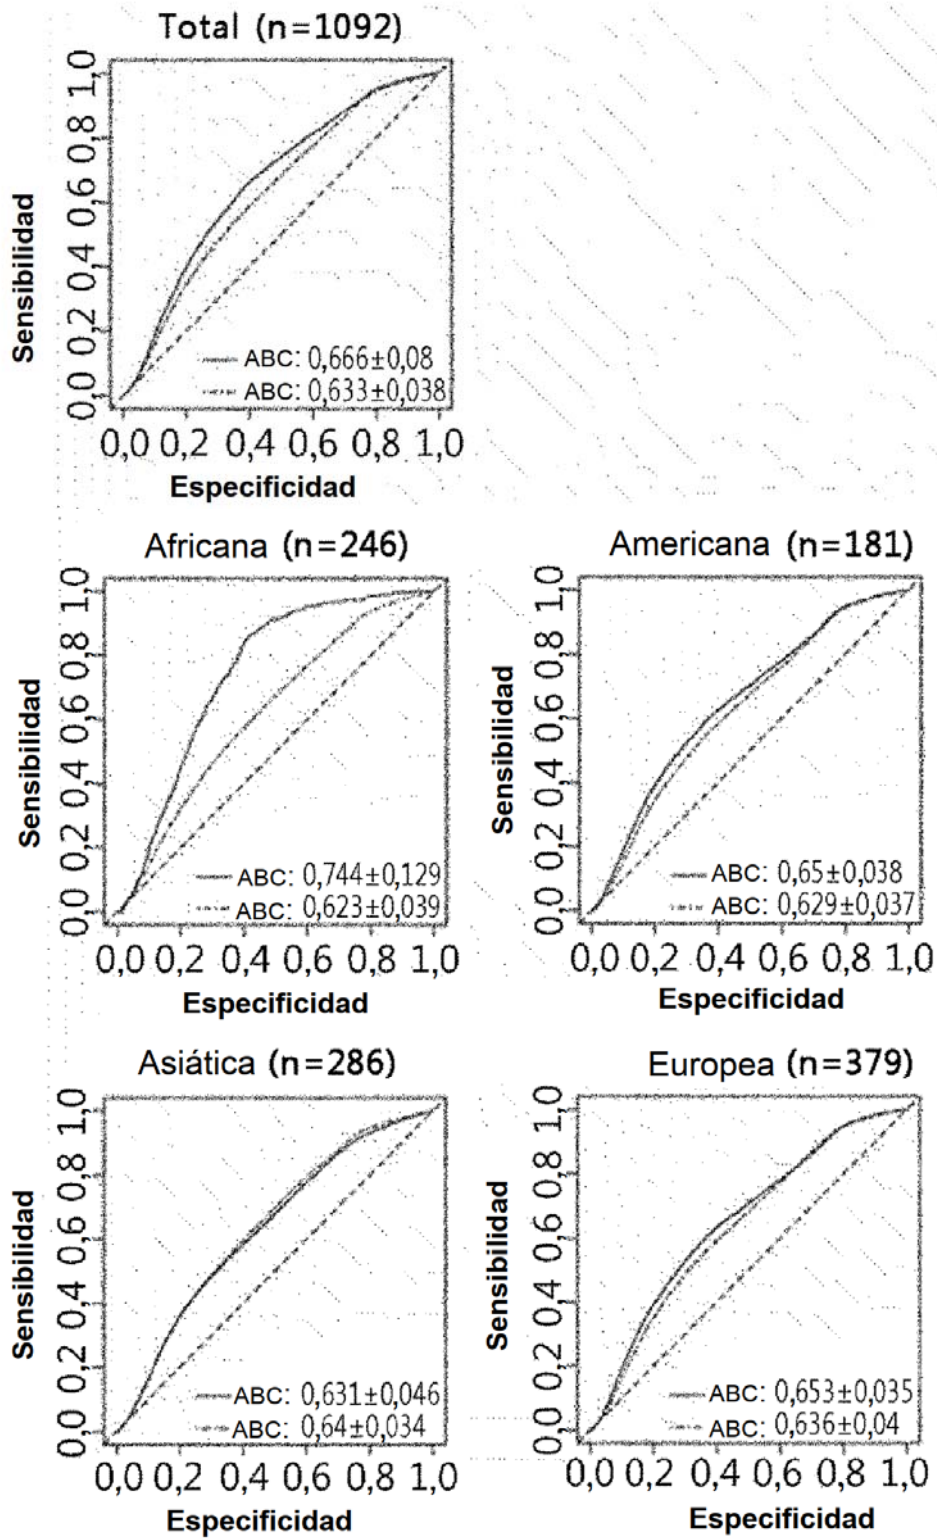 Total (n=1092)
Sensibilidad
1,0
0,8
0,6
0,4
0,2
0,0
ABC: 0,666±0,08
ABC: 0,633±0,038
0,0 0,2 0,4 0,6 0,8 1,0
Especificidad
Africana (n=246)
Sensibilidad
1,0
0,8
0,6
0,4
0,2
0,0
ABC: 0,744±0,129
ABC: 0,623±0,039
0,0 0,2 0,4 0,6 0,8 1,0
Especificidad
Americana (n=181)
Sensibilidad
1,0
0,8
0,6
0,4
0,2
0,0
ABC: 0,65±0,038
ABC: 0,629±0,037
0,0 0,2 0,4 0,6 0,8 1,0
Especificidad
Asiática (n=286)
Sensibilidad
1,0
0,8
0,6
0,4
0,2
0,0
ABC: 0,631±0,046
ABC: 0,64±0,034
0,0 0,2 0,4 0,6 0,8 1,0
Especificidad
Europea (n=379)
Sensibilidad
1,0
0,8
0,6
0,4
0,2
0,0
ABC: 0,653±0,035
ABC: 0,636±0,04
0,0 0,2 0,4 0,6 0,8 1,0
Especificidad